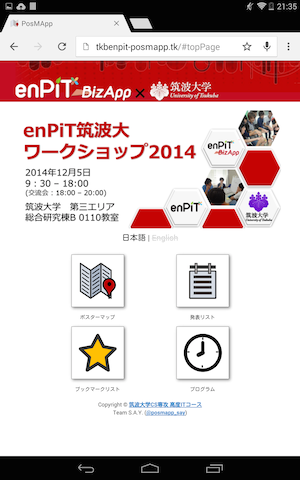 21:35
PosMApp
tkbenpit-posmapp.tk/#topPage
enPiT BizApp × 筑波大学
University of Tsukuba
enPiT筑波大
ワークショップ2014
2014年12月5日
9：30 – 18:00
(交流会：18:00 – 20:00)
筑波大学　第三エリア
総合研究棟B 0110教室
enPiT
BizApp
enPiT
筑波大学
日本語 | English
ポスターマップ
発表リスト
ブックマークリスト
プログラム
Copyright © 筑波大学CS専攻 高度ITコース
Team S.A.Y. (@posmapp_say)